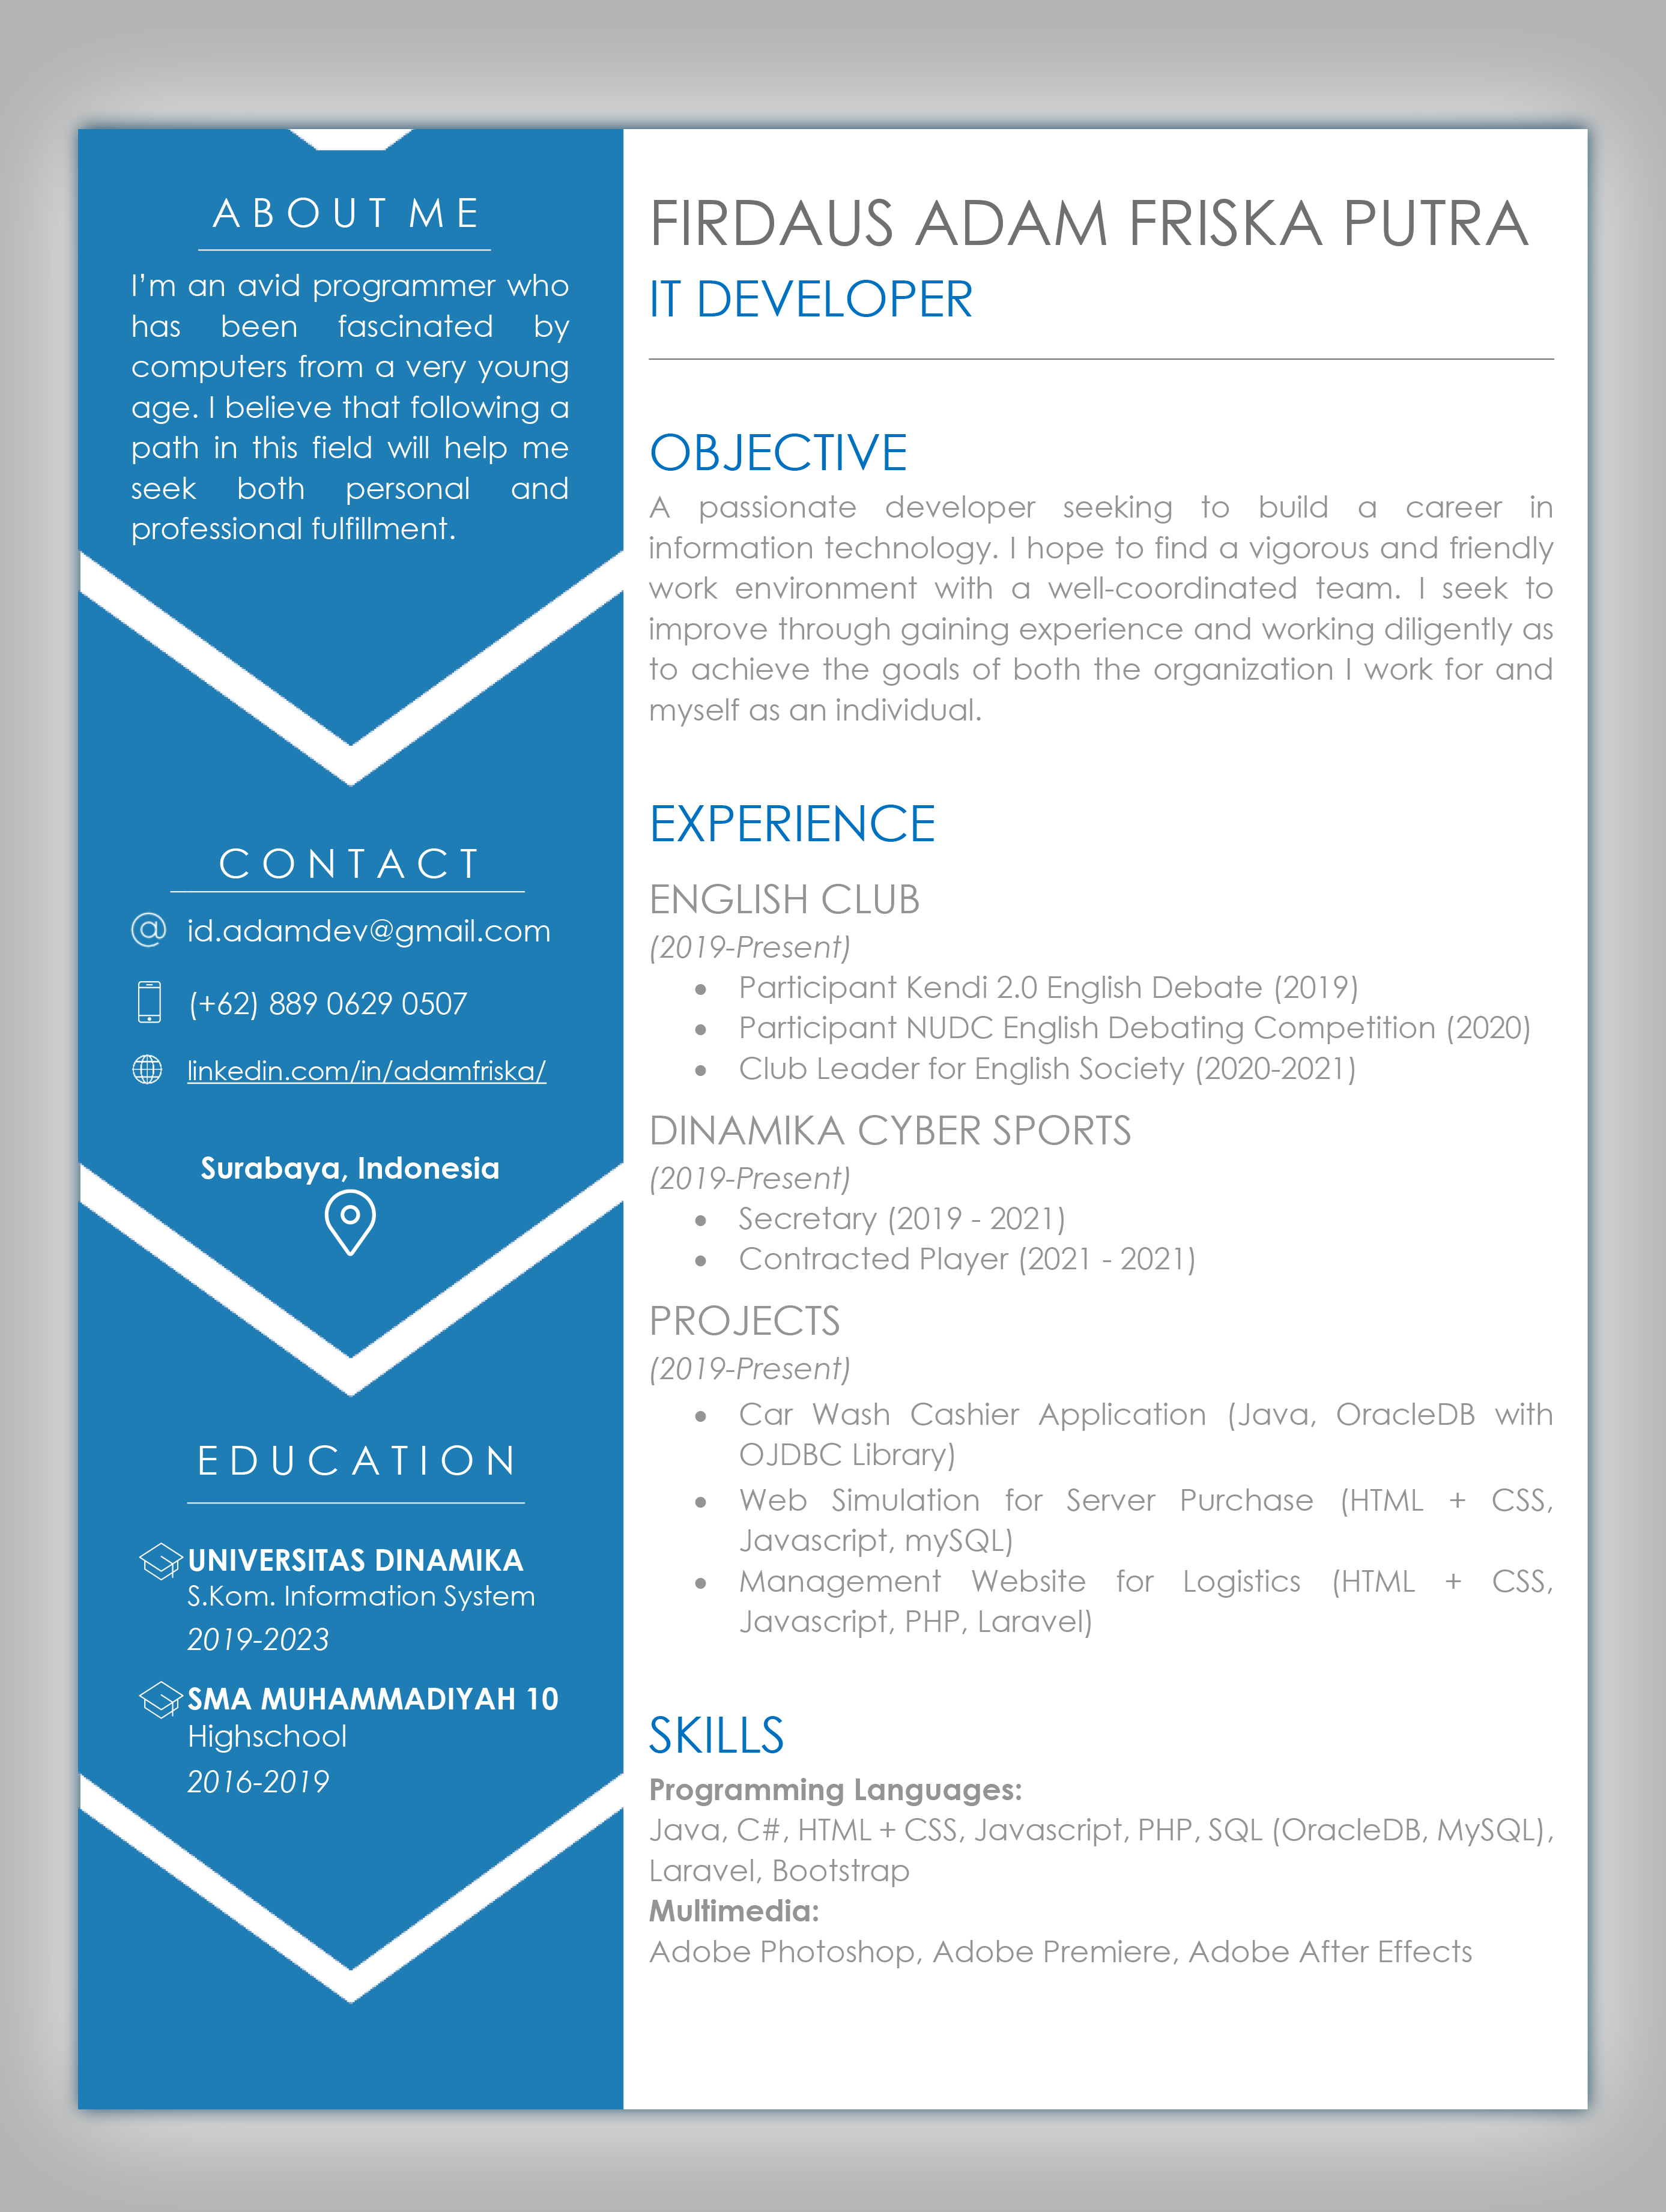 ABOUT ME
I'm an avid programmer who
has been fascinated by
computers from a very young
age. I believe that following a
path in this field will help me
seek both personal and
professional fulfillment.
CONTACT
id.adamdev@gmail.com
(+62) 889 0629 0507
linkedin.com/in/adamfriska/
Surabaya, Indonesia
EDUCATION
UNIVERSITAS DINAMIKA
S.Kom. Information System
2019-2023
SMA MUHAMMADIYAH 10
Highschool
2016-2019
FIRDAUS ADAM FRISKA PUTRA
IT DEVELOPER
OBJECTIVE
A passionate developer seeking to build a career in
information technology. I hope to find a vigorous and friendly
work environment with a well-coordinated team. I seek to
improve through gaining experience and working diligently as
to achieve the goals of both the organization I work for and
myself as an individual.
EXPERIENCE
ENGLISH CLUB
(2019-Present)
• Participant Kendi 2.0 English Debate (2019)
• Participant NUDC English Debating Competition (2020)
• Club Leader for English Society (2020-2021)
DINAMIKA CYBER SPORTS
(2019-Present)
• Secretary (2019 - 2021)
• Contracted Player (2021 - 2021)
PROJECTS
(2019-Present)
• Car Wash Cashier Application (Java, OracleDB with
OJDBC Library)
• Web Simulation for Server Purchase (HTML + CSS,
Javascript, mySQL)
• Management Website for Logistics (HTML + CSS,
Javascript, PHP, Laravel)
SKILLS
Programming Languages:
Java, C#, HTML + CSS, Javascript, PHP, SQL (OracleDB, MySQL),
Laravel, Bootstrap
Multimedia:
Adobe Photoshop, Adobe Premiere, Adobe After Effects